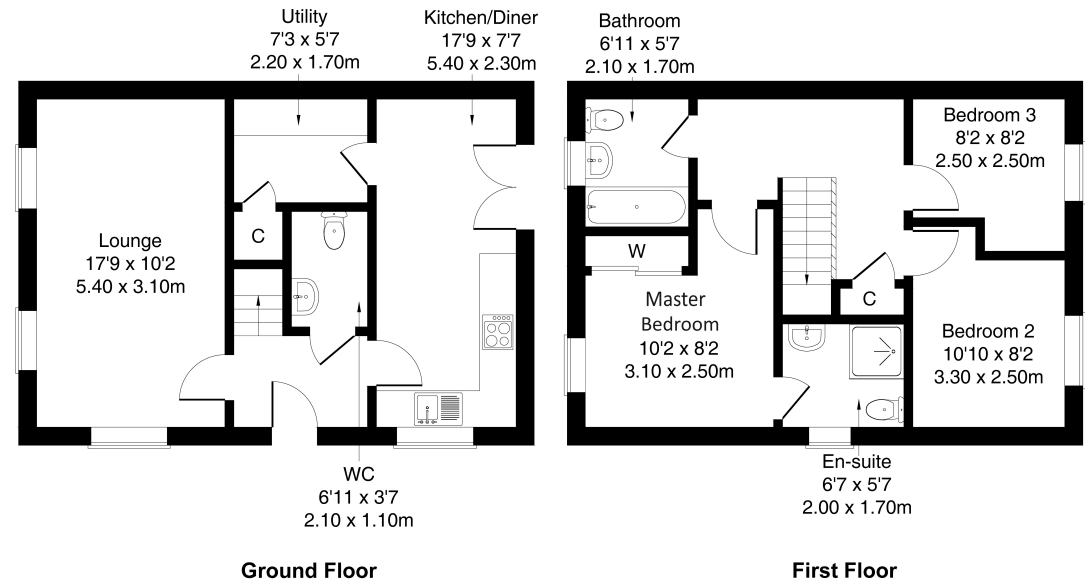 Utility
7'3 x 5'7
2.20 x 1.70m
Kitchen/Diner
17'9 x 7'7
5.40 x 2.30m
Lounge
17'9 x 10'2
5.40 x 3.10m
C
WC
6'11 x 3'7
2.10 x 1.10m
Ground Floor
Bathroom
6'11 x 5'7
2.10 x 1.70m
Bedroom 3
8'2 x 8'2
2.50 x 2.50m
W
Master
Bedroom
10'2 x 8'2
3.10 x 2.50m
C
Bedroom 2
10'10 x 8'2
3.30 x 2.50m
En-suite
6'7 x 5'7
2.00 x 1.70m
First Floor